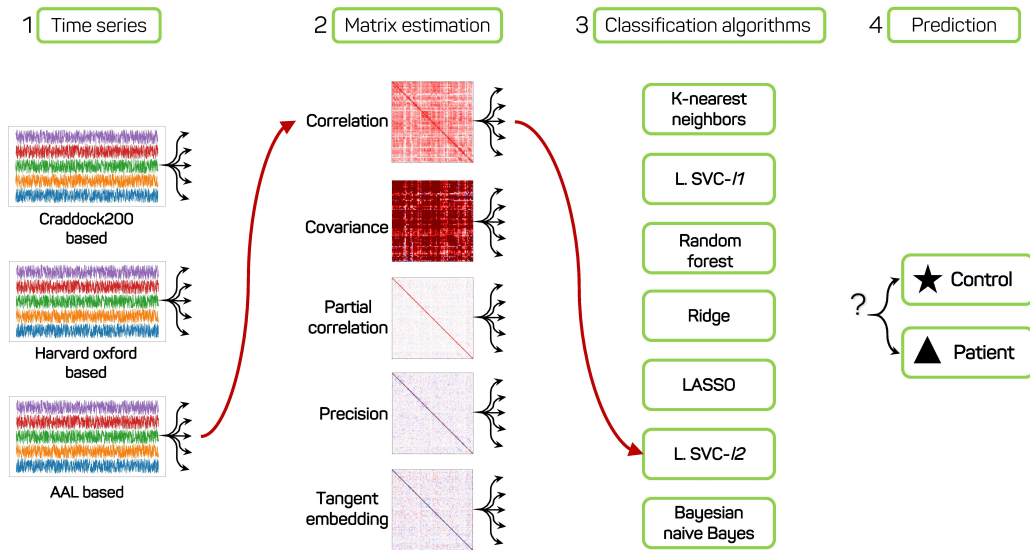 1 Time series
2 Matrix estimation
3 Classification algorithms
4 Prediction
Craddock200
based
Harvard oxford
based
AAL based
Correlation
Covariance
Partial
correlation
Precision
Tangent
embedding
K-nearest
neighbors
L. SVC-l1
Random
forest
Ridge
LASSO
L. SVC-l2
Bayesian
naive Bayes
?
Control
Patient